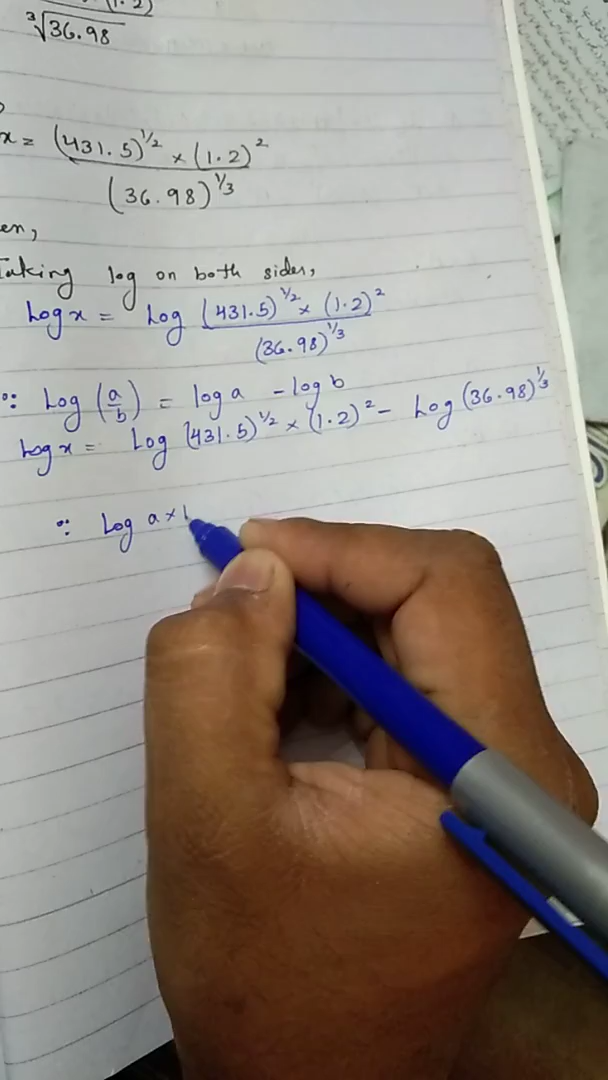 ³√36.98
x = (431.5)^1/2 × (1.2)^2
(36.98)^1/3
Taking log on both sides,
Log x = Log (431.5)^1/2 × (1.2)^2
(36.98)^1/3
∵ Log (a/b) = log a - log b
Log x = Log (431.5)^1/2 × (1.2)^2 - Log (36.98)^1/3
∵ Log a ×